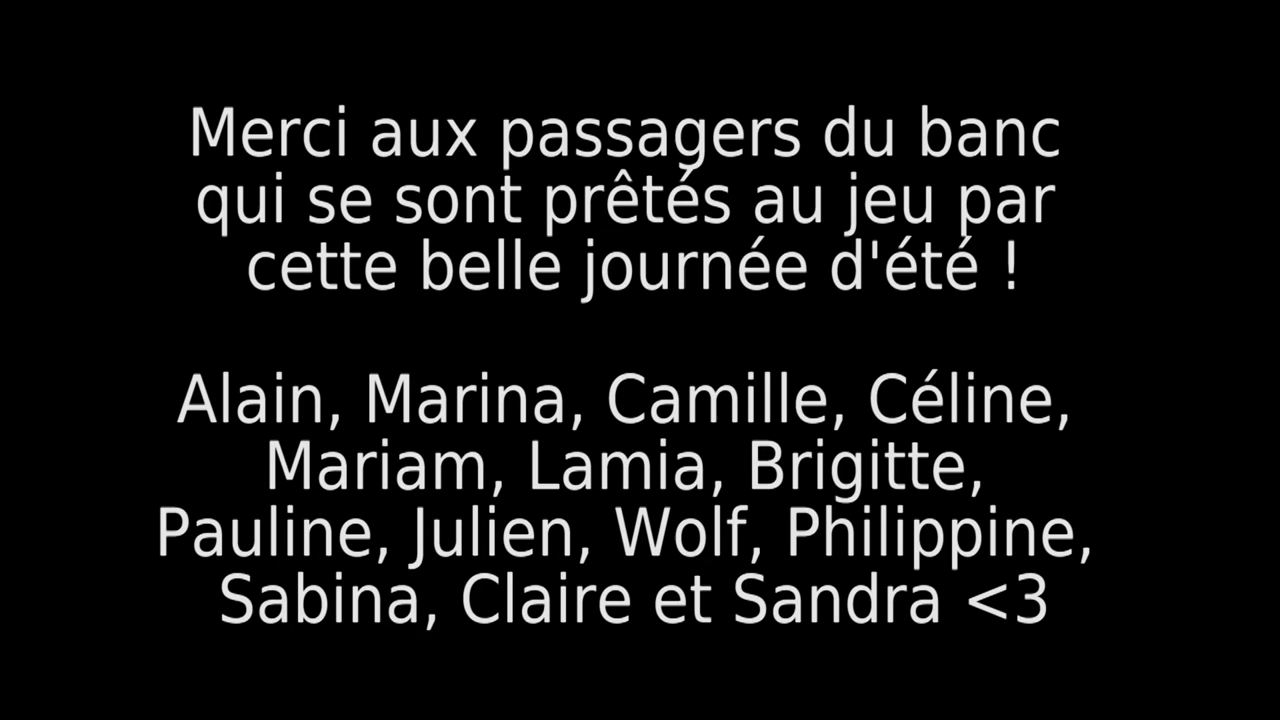 Merci aux passagers du banc
qui se sont prêtés au jeu par
cette belle journée d'été !
Alain, Marina, Camille, Céline,
Mariam, Lamia, Brigitte,
Pauline, Julien, Wolf, Philippine,
Sabina, Claire et Sandra <3